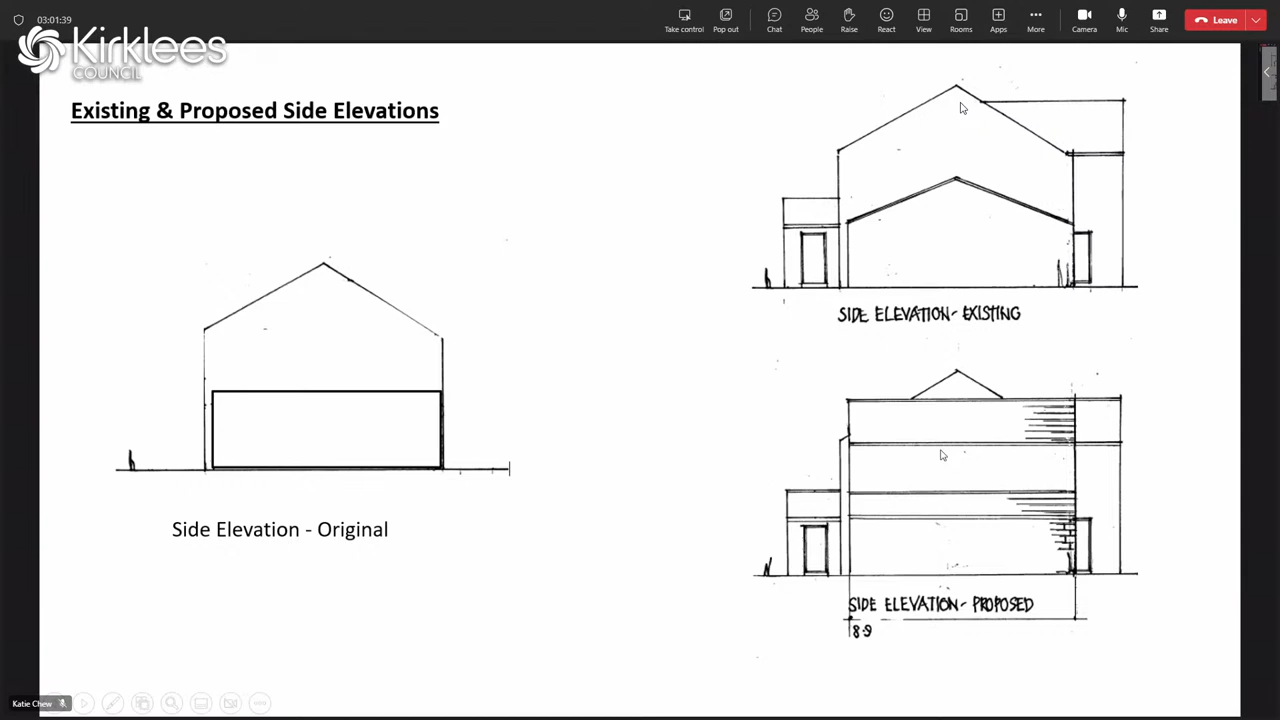 03:01:39
Take control
Pop out
Chat
People
Raise
React
View
Rooms
Apps
More
Camera
Mic
Share
Leave
Kirklees
COUNCIL
Existing & Proposed Side Elevations
SIDE ELEVATION - EXISTING
Side Elevation - Original
SIDE ELEVATION - PROPOSED
8.9
Katie Chew